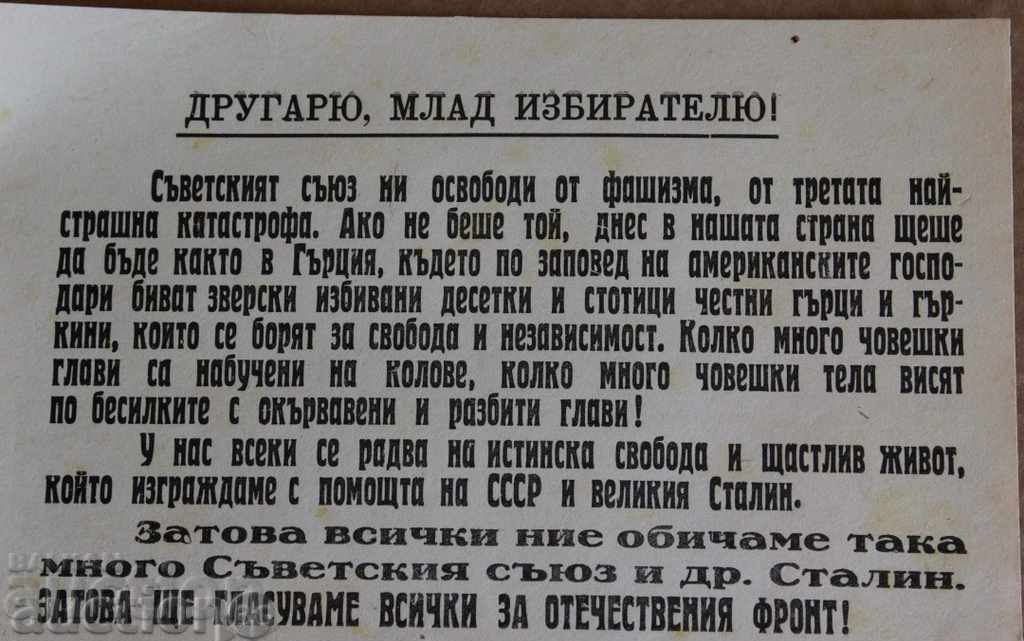 ДРУГАРЮ, МЛАД ИЗБИРАТЕЛЮ!
Съветският съюз ни освободи от фашизма, от третата най-
страшна катастрофа. Ако не беше той, днес в нашата страна щеше
да бъде както в Гърция, където по заповед на американските госпо-
дари биват зверски избивани десетки и стотици честни гърци и гър-
кини, които се борят за свобода и независимост. Колко много човешки
глави са набучени на колове, колко много човешки тела висят
по бесилките с окървавени и разбити глави!
У нас всеки се радва на истинска свобода и щастлив живот,
който изграждаме с помощта на СССР и великия Сталин.
Затова всички ние обичаме така
много Съветския съюз и др. Сталин.
ЗАТОВА ЩЕ ГЛАСУВАМЕ ВСИЧКИ ЗА ОТЕЧЕСТВЕНИЯ ФРОНТ!